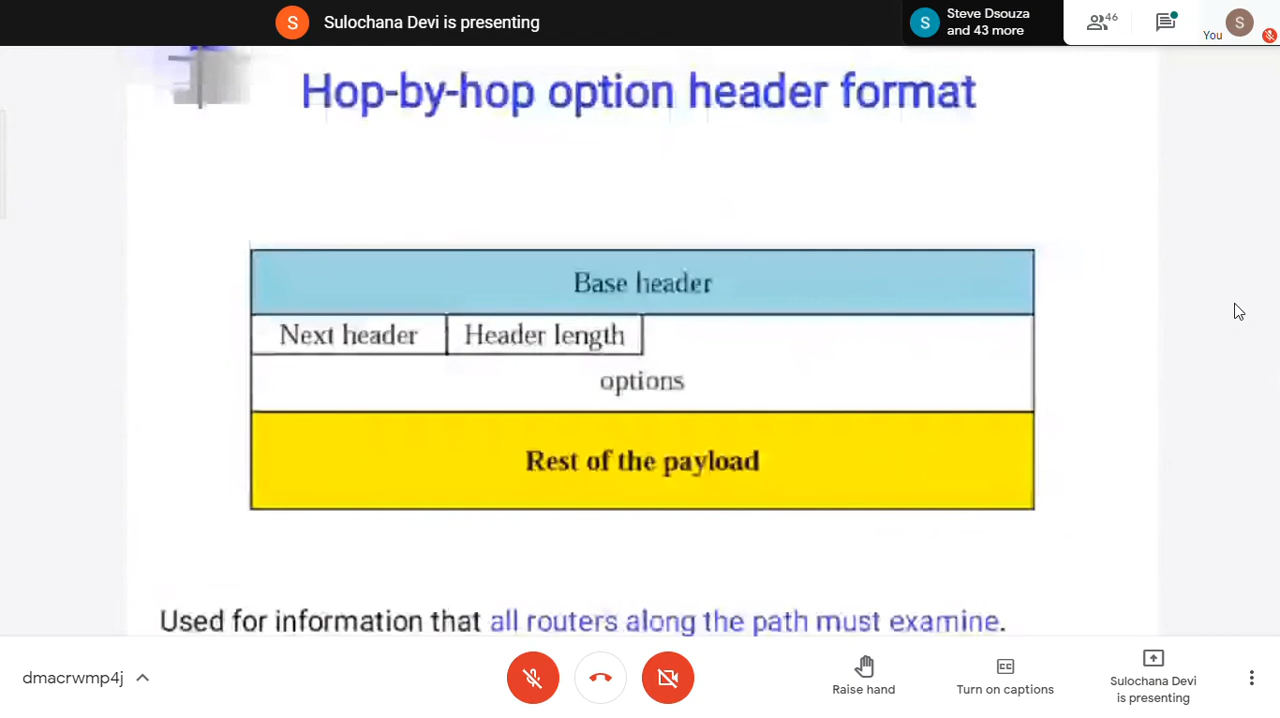 S Sulochana Devi is presenting
S Steve Dsouza
and 43 more
46
You S
Hop-by-hop option header format
Base header
Next header Header length
options
Rest of the payload
Used for information that all routers along the path must examine.
dmacrwmp4j
Raise hand
CC
Turn on captions
Sulochana Devi
is presenting